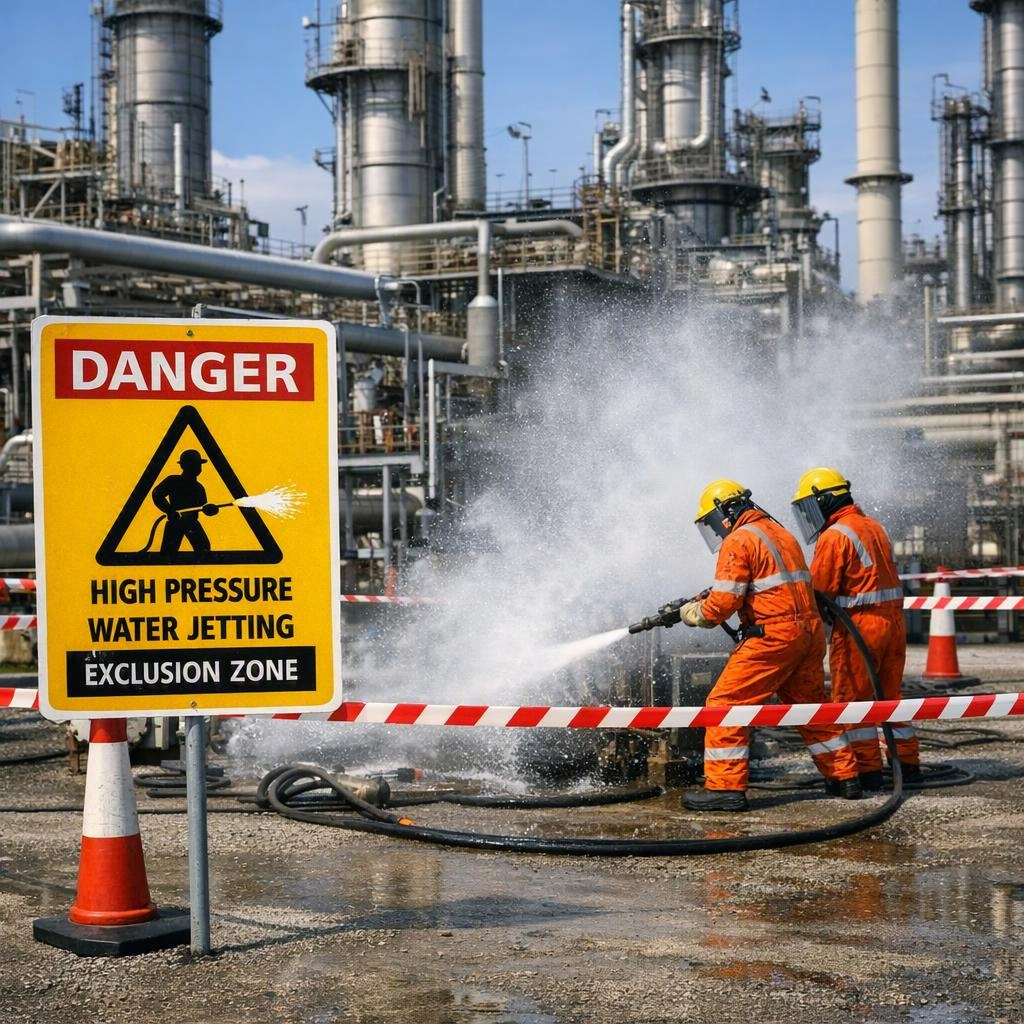 DANGER
HIGH PRESSURE
WATER JETTING
EXCLUSION ZONE